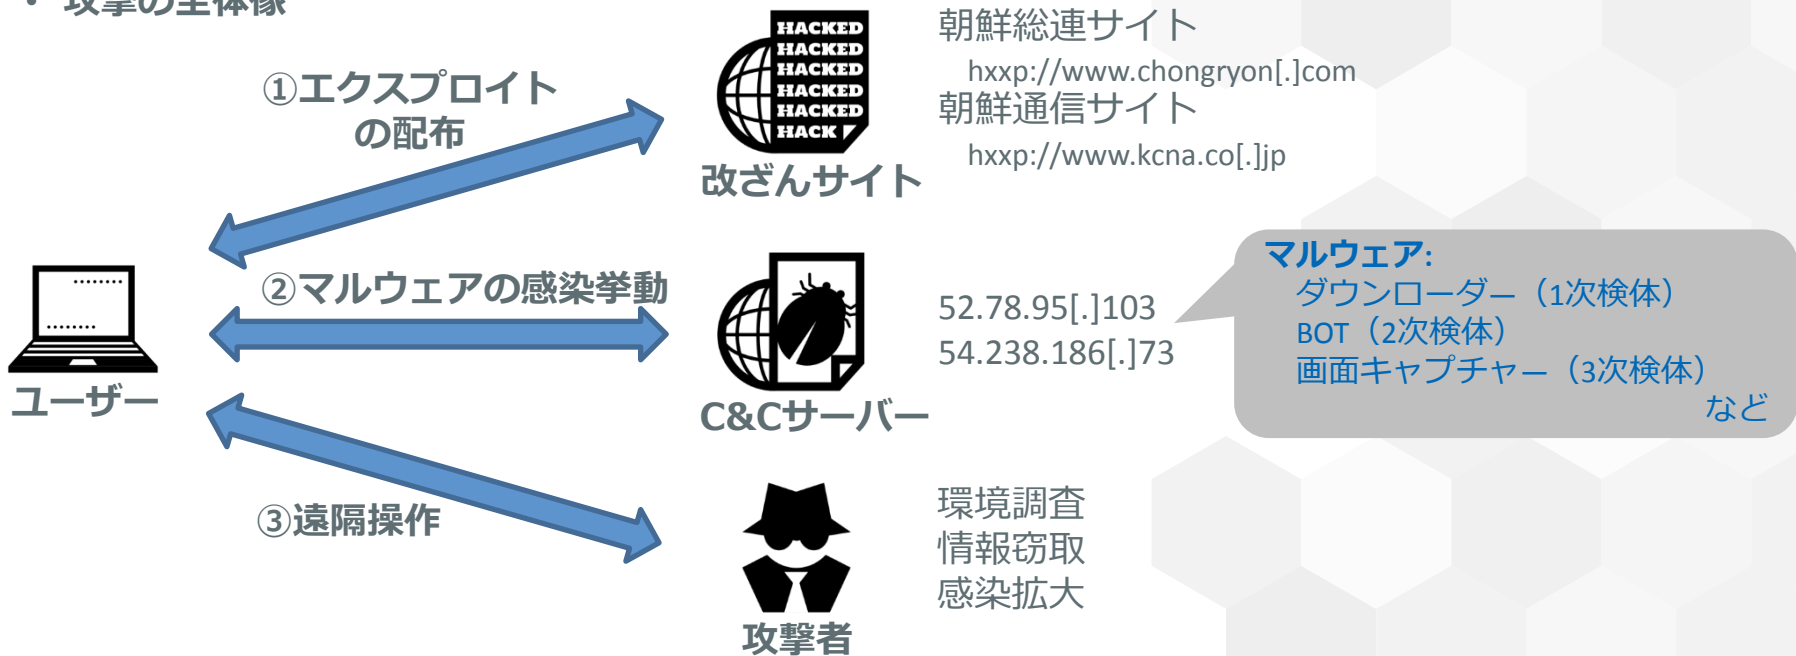 • 攻撃の全体像
①エクスプロイト
の配布
HACKED
HACKED
HACKED
HACKED
HACKED
HACK
改ざんサイト
朝鮮総連サイト
hxxp://www.chongryon[.]com
朝鮮通信サイト
hxxp://www.kcna.co[.]jp
②マルウェアの感染挙動
ユーザー
C&Cサーバー
52.78.95[.]103
54.238.186[.]73
マルウェア:
ダウンローダー（1次検体）
BOT（2次検体）
画面キャプチャー（3次検体）
など
③遠隔操作
攻撃者
環境調査
情報窃取
感染拡大